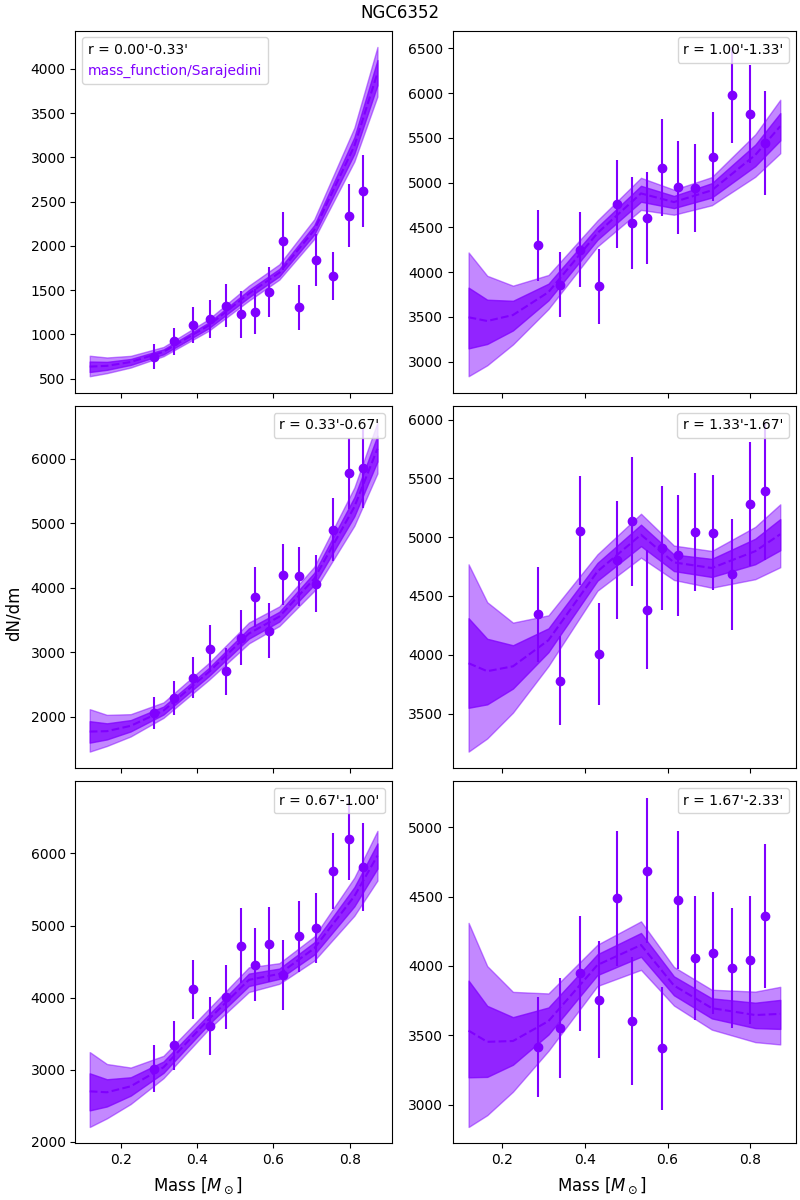 NGC6352
r = 0.00'-0.33'
mass_function/Sarajedini
4000
3500
3000
2500
2000
1500
1000
500
r = 1.00'-1.33'
6500
6000
5500
5000
4500
4000
3500
3000
r = 0.33'-0.67'
6000
5000
4000
3000
2000
dN/dm
r = 1.33'-1.67'
6000
5500
5000
4500
4000
3500
r = 0.67'-1.00'
6000
5000
4000
3000
2000
0.2 0.4 0.6 0.8
Mass [$M_\odot$]
r = 1.67'-2.33'
5000
4500
4000
3500
3000
0.2 0.4 0.6 0.8
Mass [$M_\odot$]